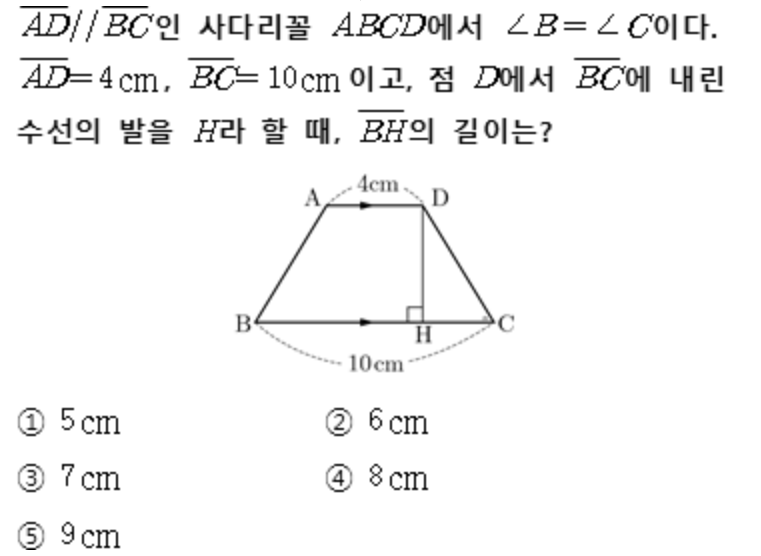 AD//BC인 사다리꼴 ABCD에서 ∠B=∠C이다.
AD=4cm, BC=10cm이고, 점 D에서 BC에 내린
수선의 발을 H라 할 때, BH의 길이는?
4cm
A D
B H C
10cm
① 5cm ② 6cm
③ 7cm ④ 8cm
⑤ 9cm